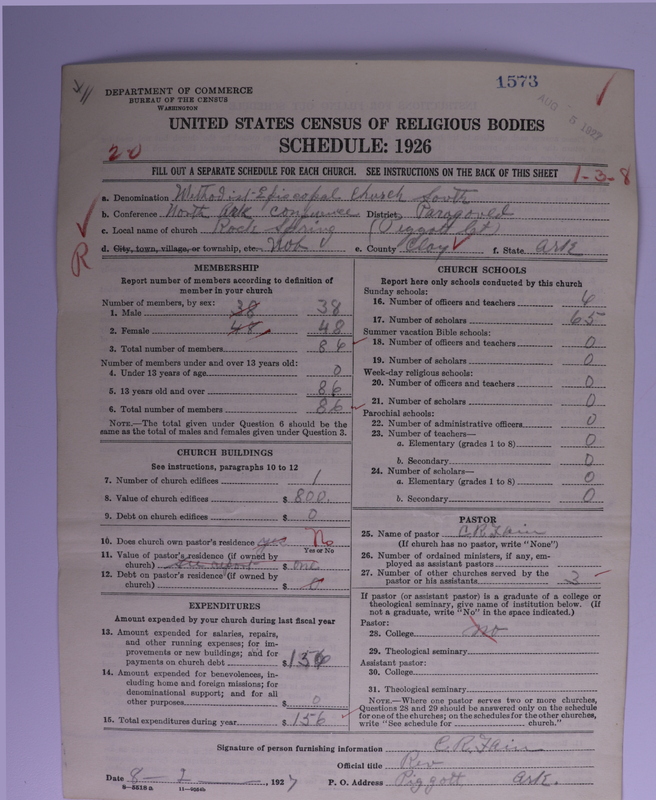 1573
AUG 5 1927
DEPARTMENT OF COMMERCE
BUREAU OF THE CENSUS
WASHINGTON
UNITED STATES CENSUS OF RELIGIOUS BODIES
SCHEDULE: 1926
20
FILL OUT A SEPARATE SCHEDULE FOR EACH CHURCH. SEE INSTRUCTIONS ON THE BACK OF THIS SHEET
1-3-8
a. Denomination Methodist Episcopal Church South
b. Conference North Ark Conference District Paragould
c. Local name of church Rock Spring (Piggott Ct)
d. City, town, village, or township, etc. Nob e. County Clay f. State Ark
R
MEMBERSHIP
Report number of members according to definition of member in your church
Number of members, by sex:
1. Male 38 38
2. Female 48 48
3. Total number of members 86
Number of members under and over 13 years old:
4. Under 13 years of age 0
5. 13 years old and over 86
6. Total number of members 86
NOTE.—The total given under Question 6 should be the same as the total of males and females given under Question 3.
CHURCH BUILDINGS
See instructions, paragraphs 10 to 12
7. Number of church edifices 1
8. Value of church edifices $ 800.
9. Debt on church edifices $ 0
10. Does church own pastor's residence yes No
Yes or No
11. Value of pastor's residence (if owned by church) $
12. Debt on pastor's residence (if owned by church) $ 0
EXPENDITURES
Amount expended by your church during last fiscal year
13. Amount expended for salaries, repairs, and other running expenses; for improvements or new buildings; and for payments on church debt $ 156
14. Amount expended for benevolences, including home and foreign missions; for denominational support; and for all other purposes $ 0
15. Total expenditures during year $ 156
CHURCH SCHOOLS
Report here only schools conducted by this church
Sunday schools:
16. Number of officers and teachers 6
17. Number of scholars 65
Summer vacation Bible schools:
18. Number of officers and teachers 0
19. Number of scholars 0
Week-day religious schools:
20. Number of officers and teachers 0
21. Number of scholars 0
Parochial schools:
22. Number of administrative officers 0
23. Number of teachers—
a. Elementary (grades 1 to 8) 0
b. Secondary 0
24. Number of scholars—
a. Elementary (grades 1 to 8) 0
b. Secondary 0
PASTOR
25. Name of pastor C.R. Fain
(If church has no pastor, write "None")
26. Number of ordained ministers, if any, employed as assistant pastors
27. Number of other churches served by the pastor or his assistants 3
If pastor (or assistant pastor) is a graduate of a college or theological seminary, give name of institution below. (If not a graduate, write "No" in the space indicated.)
Pastor:
28. College no
29. Theological seminary
Assistant pastor:
30. College
31. Theological seminary
NOTE.—Where one pastor serves two or more churches, Questions 28 and 29 should be answered only on the schedule for one of the churches; on the schedules for the other churches, write "See schedule for church."
Signature of person furnishing information C.R. Fain
Official title Rev
Date 8 - 2, 1927
P. O. Address Piggott Ark.